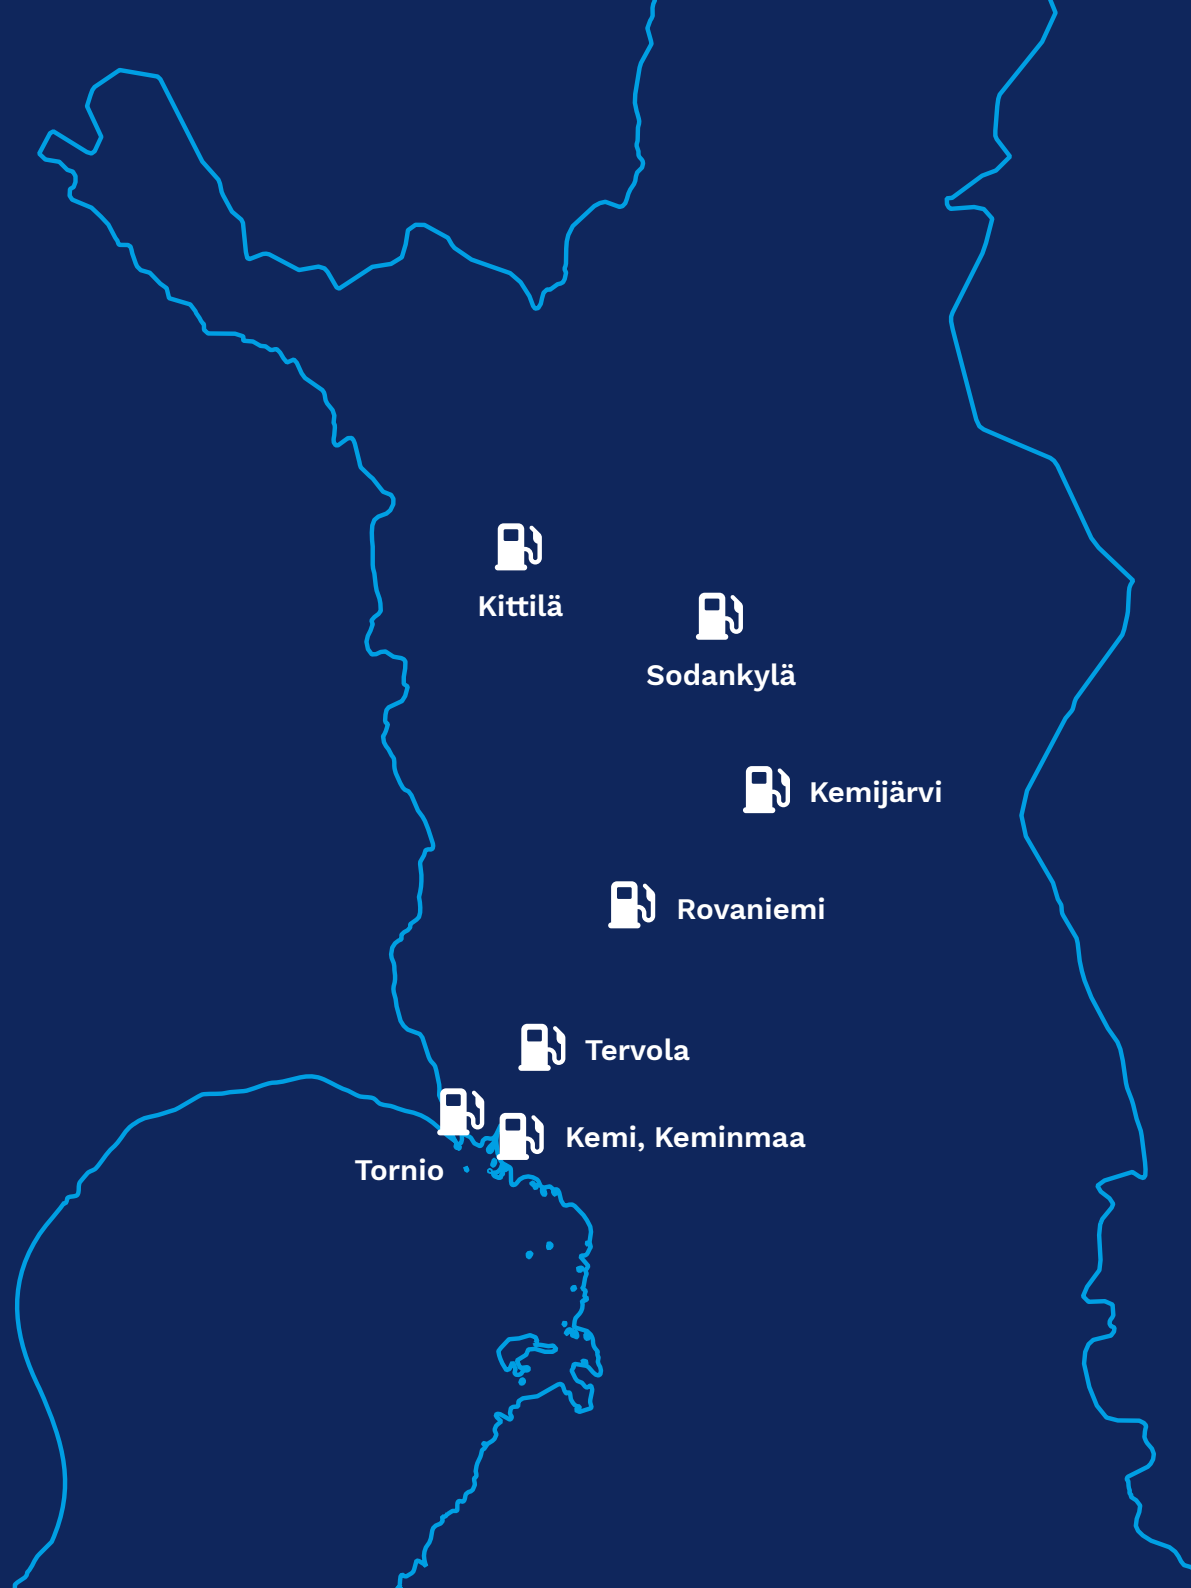 Kittilä
Sodankylä
Kemijärvi
Rovaniemi
Tervola
Kemi, Keminmaa
Tornio